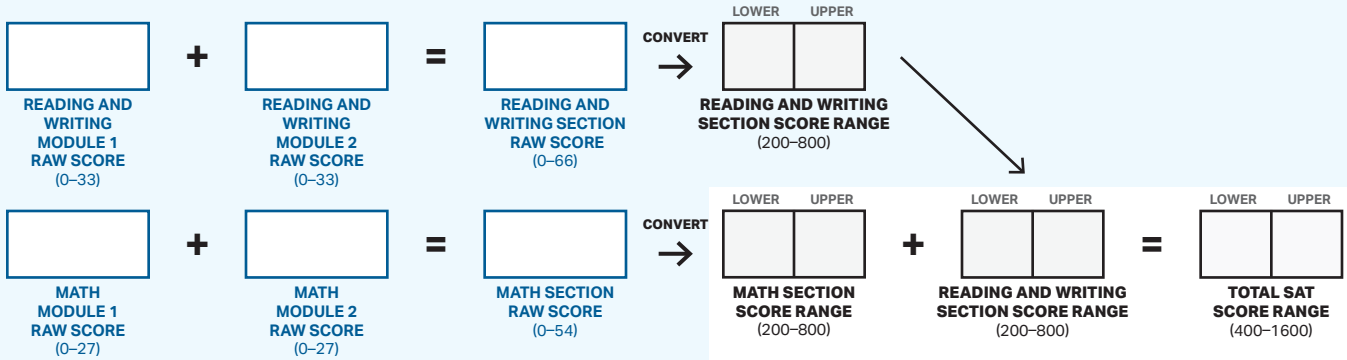 LOWER UPPER
+ = CONVERT →
READING AND WRITING MODULE 1 RAW SCORE (0–33)
READING AND WRITING MODULE 2 RAW SCORE (0–33)
READING AND WRITING SECTION RAW SCORE (0–66)
READING AND WRITING SECTION SCORE RANGE (200–800)
LOWER UPPER LOWER UPPER LOWER UPPER
+ = CONVERT → + =
MATH MODULE 1 RAW SCORE (0–27)
MATH MODULE 2 RAW SCORE (0–27)
MATH SECTION RAW SCORE (0–54)
MATH SECTION SCORE RANGE (200–800)
READING AND WRITING SECTION SCORE RANGE (200–800)
TOTAL SAT SCORE RANGE (400–1600)